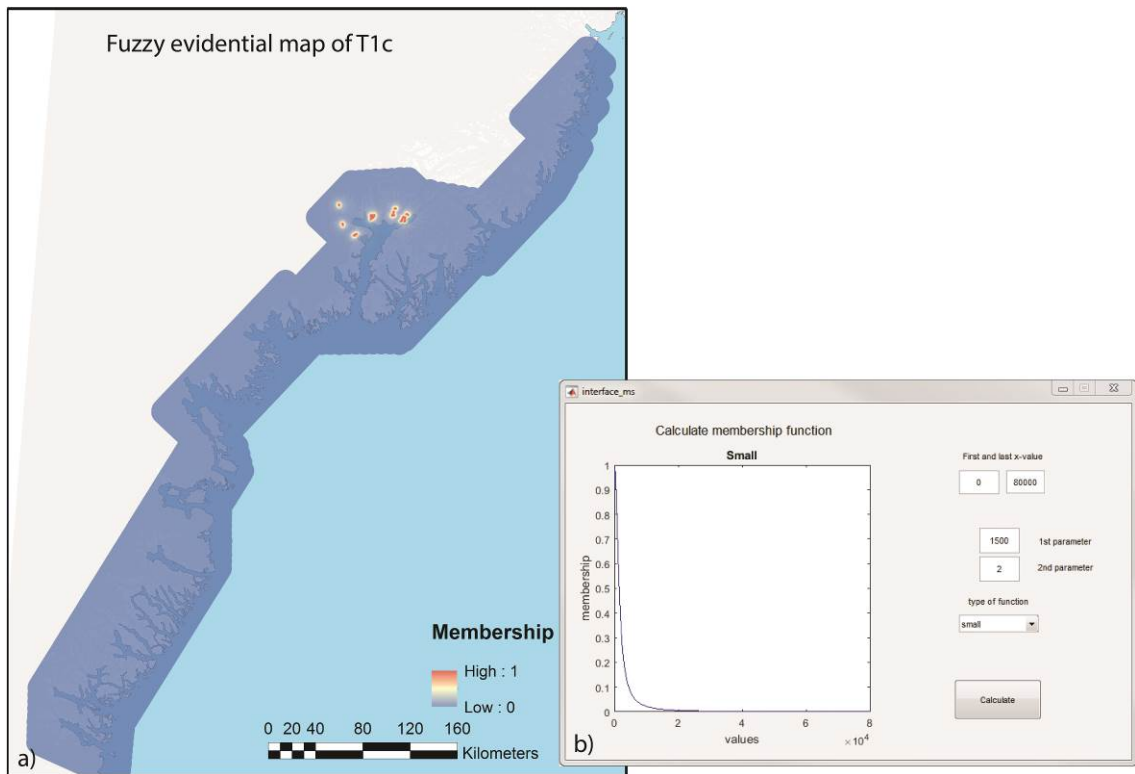 Fuzzy evidential map of T1c
Membership
High : 1
Low : 0
0 20 40 80 120 160
Kilometers
a)
interface_ms
Calculate membership function
Small
1
0.9
0.8
0.7
0.6
0.5
0.4
0.3
0.2
0.1
0
membership
0 2 4 6 8
values
×10⁴
First and last x-value
0 80000
1500 1st parameter
2 2nd parameter
type of function
small
Calculate
b)